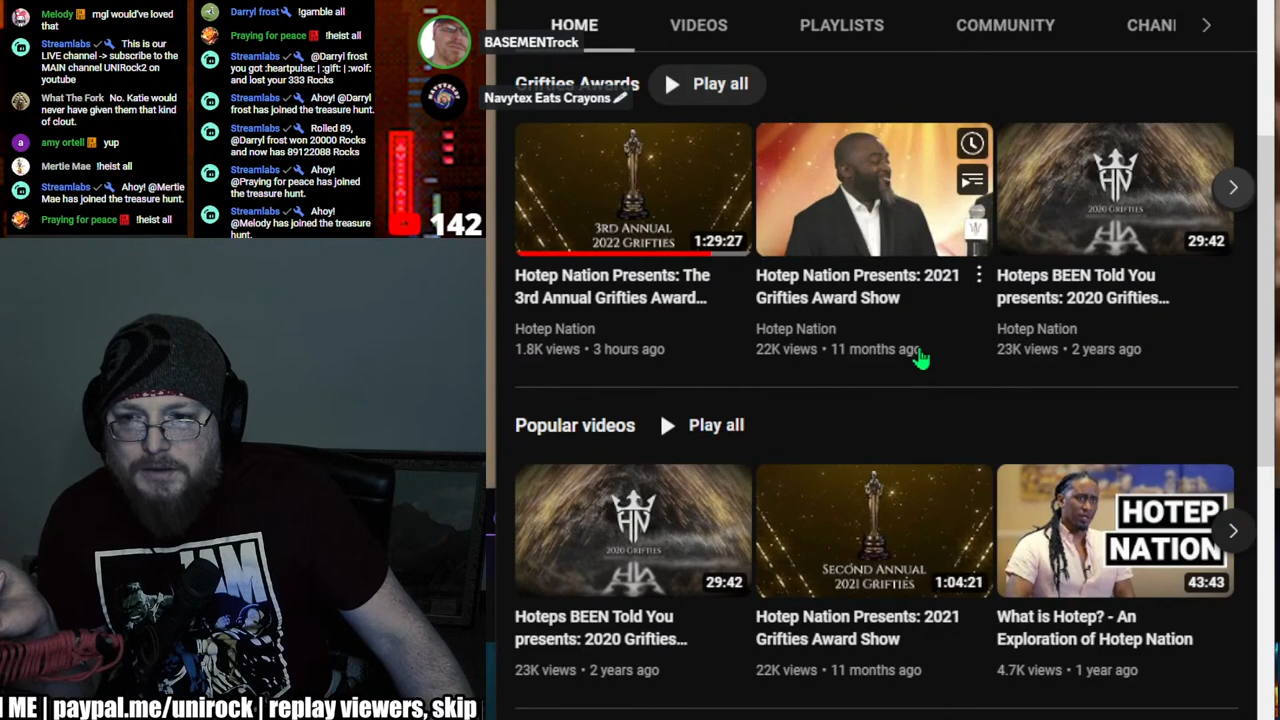 Melody mgl would've loved
that
Streamlabs This is our
LIVE channel -> subscribe to the
MAIN channel UNIRock2 on
youtube
What The Fork No. Katie would
never have given them that kind
of clout.
amy ortell yup
Mertie Mae !heist all
Streamlabs Ahoy! @Mertie
Mae has joined the treasure hunt.
Praying for peace !heist all
Darryl frost !gamble all
Praying for peace !heist all
Streamlabs @Darryl frost
you got :heartpulse: | :gift: | :wolf:
and lost your 333 Rocks
Streamlabs Ahoy! @Darryl
frost has joined the treasure hunt.
Streamlabs Rolled 89,
@Darryl frost won 20000 Rocks
and now has 89122088 Rocks
Streamlabs Ahoy!
@Praying for peace has joined
the treasure hunt.
Streamlabs Ahoy!
@Melody has joined the treasure
hunt.
BASEMENTrock
Navytex Eats Crayons
142
HOME
VIDEOS
PLAYLISTS
COMMUNITY
CHAN
Grifties Awards
Play all
3RD ANNUAL
2022 GRIFTIES
1:29:27
HN
2020 GRIFTIES
29:42
Hotep Nation Presents: The
3rd Annual Grifties Award...
Hotep Nation
1.8K views • 3 hours ago
Hotep Nation Presents: 2021
Grifties Award Show
Hotep Nation
22K views • 11 months ago
Hoteps BEEN Told You
presents: 2020 Grifties...
Hotep Nation
23K views • 2 years ago
Popular videos
Play all
HN
2020 GRIFTIES
29:42
SECOND ANNUAL
2021 GRIFTIES
1:04:21
HOTEP
NATION
43:43
Hoteps BEEN Told You
presents: 2020 Grifties...
23K views • 2 years ago
Hotep Nation Presents: 2021
Grifties Award Show
22K views • 11 months ago
What is Hotep? - An
Exploration of Hotep Nation
4.7K views • 1 year ago
ME | paypal.me/unirock | replay viewers, skip